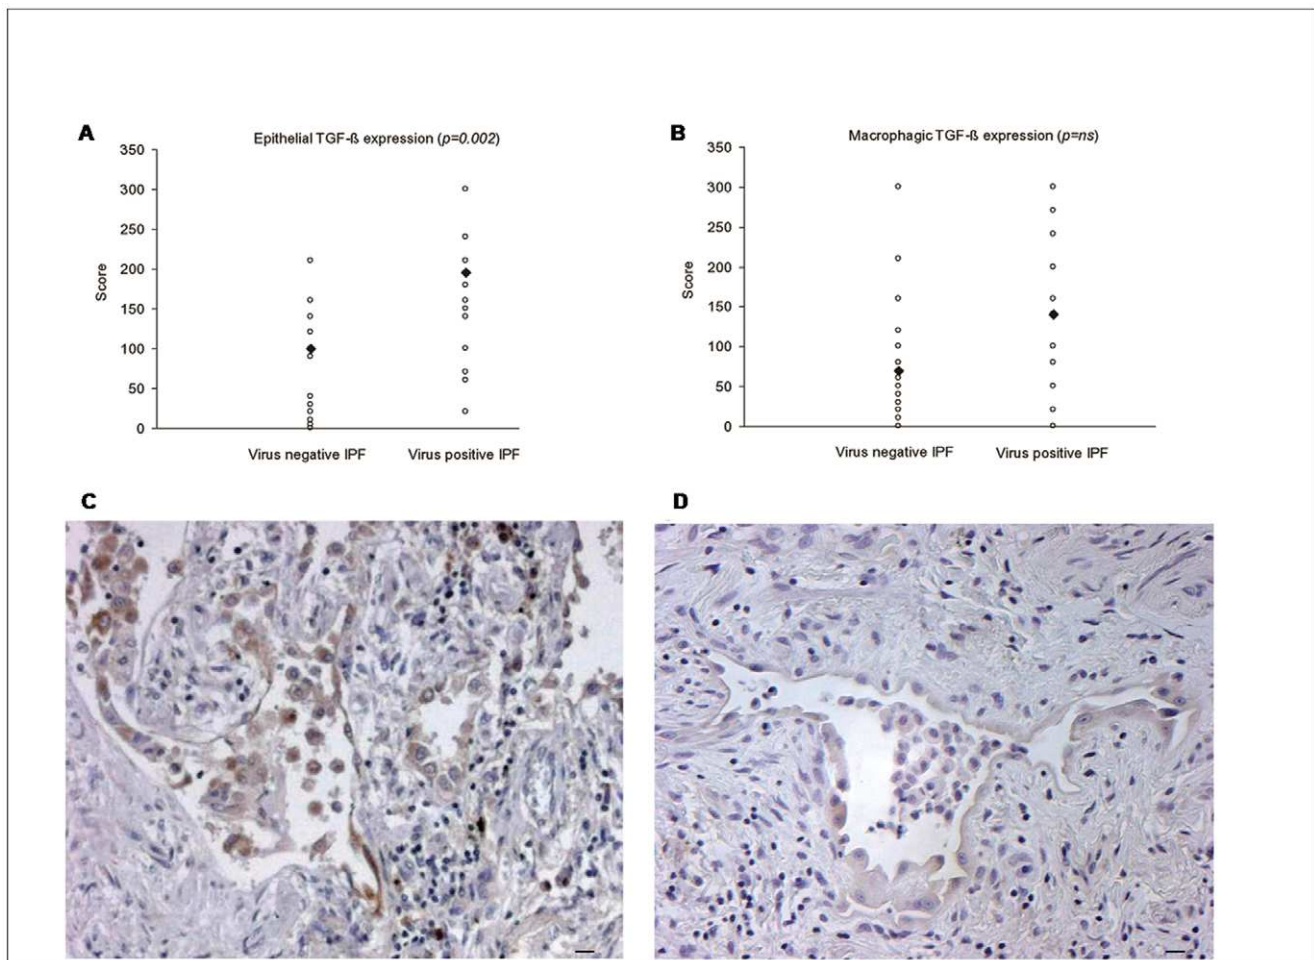 A
Epithelial TGF-ß expression (p=0.002)
350
300
250
200
150
100
50
0
Score
Virus negative IPF
Virus positive IPF
B
Macrophagic TGF-ß expression (p=ns)
350
300
250
200
150
100
50
0
Score
Virus negative IPF
Virus positive IPF
C
D